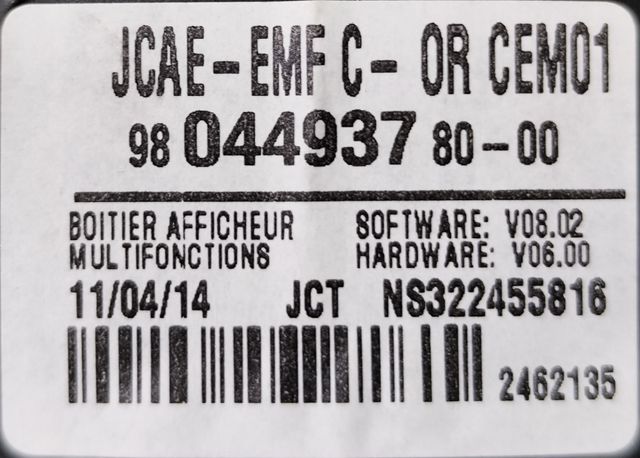 JCAE-EMF C- OR CEM01
98 044937 80-00
BOITIER AFFICHEUR SOFTWARE: V08.02
MULTIFONCTIONS HARDWARE: V06.00
11/04/14 JCT NS322455816
2462135